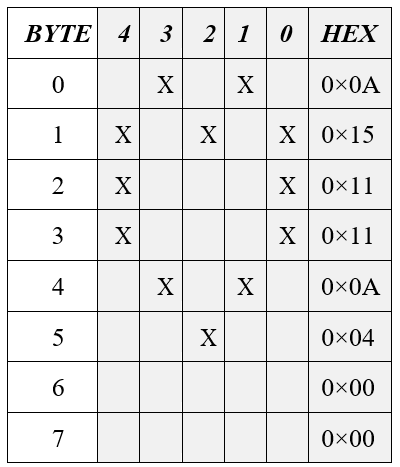 BYTE 4 3 2 1 0 HEX
0 X X 0×0A
1 X X X 0×15
2 X X 0×11
3 X X 0×11
4 X X 0×0A
5 X 0×04
6 0×00
7 0×00